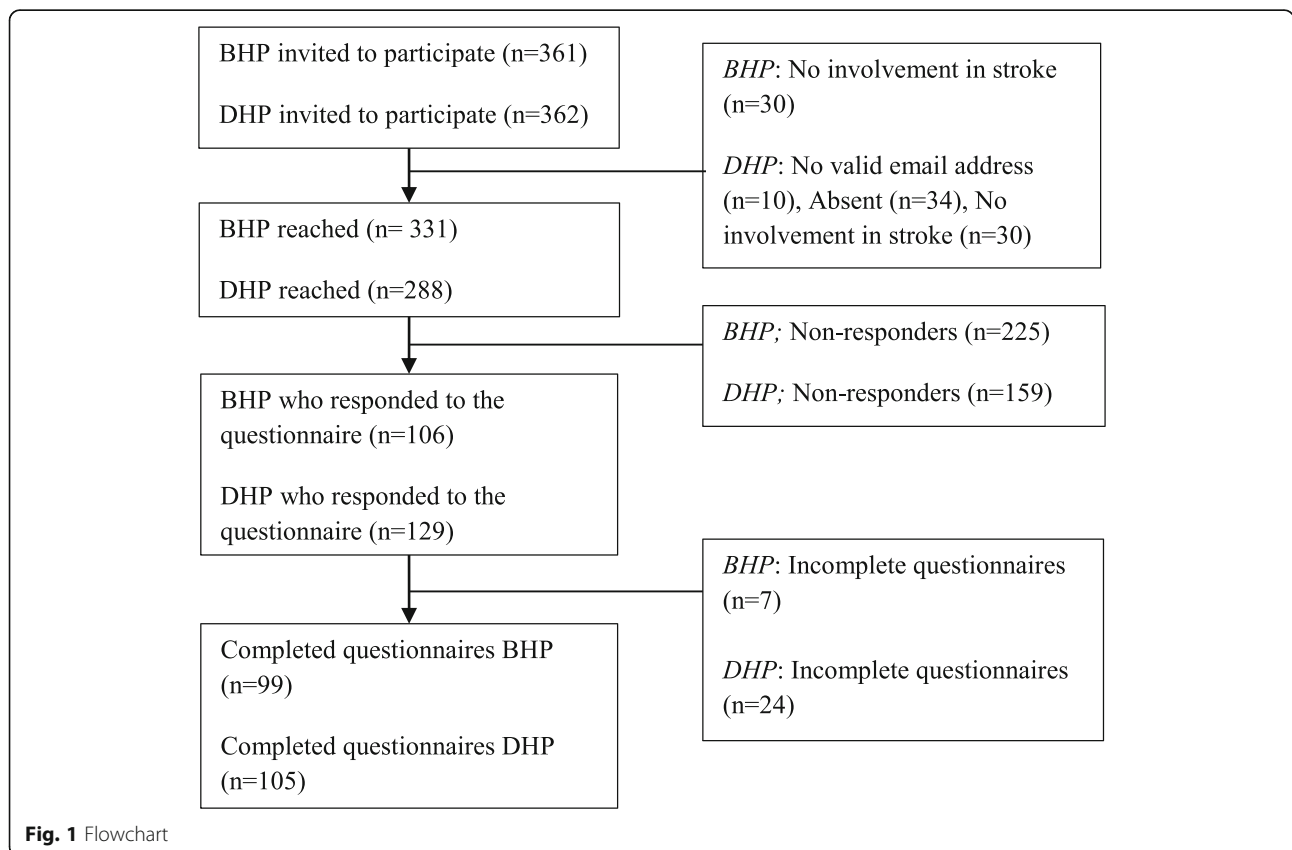 BHP invited to participate (n=361)
DHP invited to participate (n=362)
BHP: No involvement in stroke
(n=30)
DHP: No valid email address
(n=10), Absent (n=34), No
involvement in stroke (n=30)
BHP reached (n= 331)
DHP reached (n=288)
BHP; Non-responders (n=225)
DHP; Non-responders (n=159)
BHP who responded to the
questionnaire (n=106)
DHP who responded to the
questionnaire (n=129)
BHP: Incomplete questionnaires
(n=7)
DHP: Incomplete questionnaires
(n=24)
Completed questionnaires BHP
(n=99)
Completed questionnaires DHP
(n=105)
Fig. 1 Flowchart